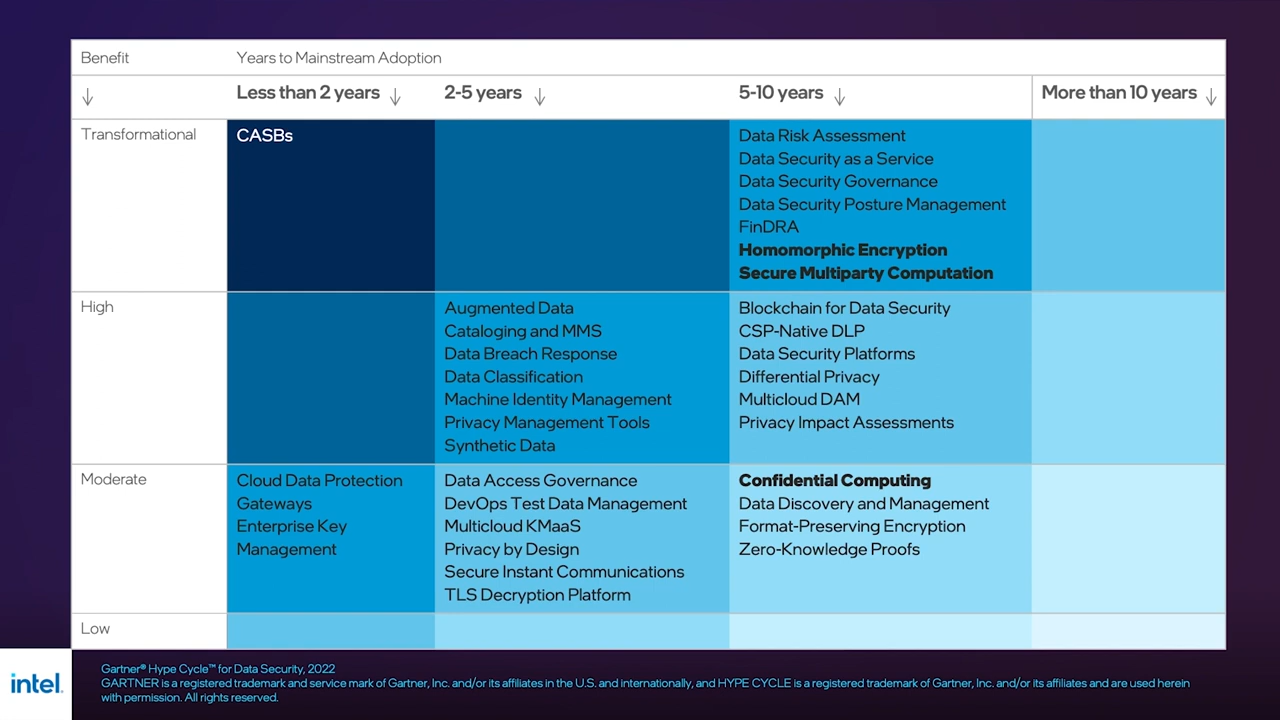 Benefit
Years to Mainstream Adoption
Less than 2 years ↓
2-5 years ↓
5-10 years ↓
More than 10 years ↓
Transformational
CASBs
Data Risk Assessment
Data Security as a Service
Data Security Governance
Data Security Posture Management
FinDRA
Homomorphic Encryption
Secure Multiparty Computation
High
Augmented Data
Cataloging and MMS
Data Breach Response
Data Classification
Machine Identity Management
Privacy Management Tools
Synthetic Data
Blockchain for Data Security
CSP-Native DLP
Data Security Platforms
Differential Privacy
Multicloud DAM
Privacy Impact Assessments
Moderate
Cloud Data Protection
Gateways
Enterprise Key
Management
Data Access Governance
DevOps Test Data Management
Multicloud KMaaS
Privacy by Design
Secure Instant Communications
TLS Decryption Platform
Confidential Computing
Data Discovery and Management
Format-Preserving Encryption
Zero-Knowledge Proofs
Low
intel.
Gartner® Hype Cycle™ for Data Security, 2022
GARTNER is a registered trademark and service mark of Gartner, Inc. and/or its affiliates in the U.S. and internationally, and HYPE CYCLE is a registered trademark of Gartner, Inc. and/or its affiliates and are used herein
with permission. All rights reserved.